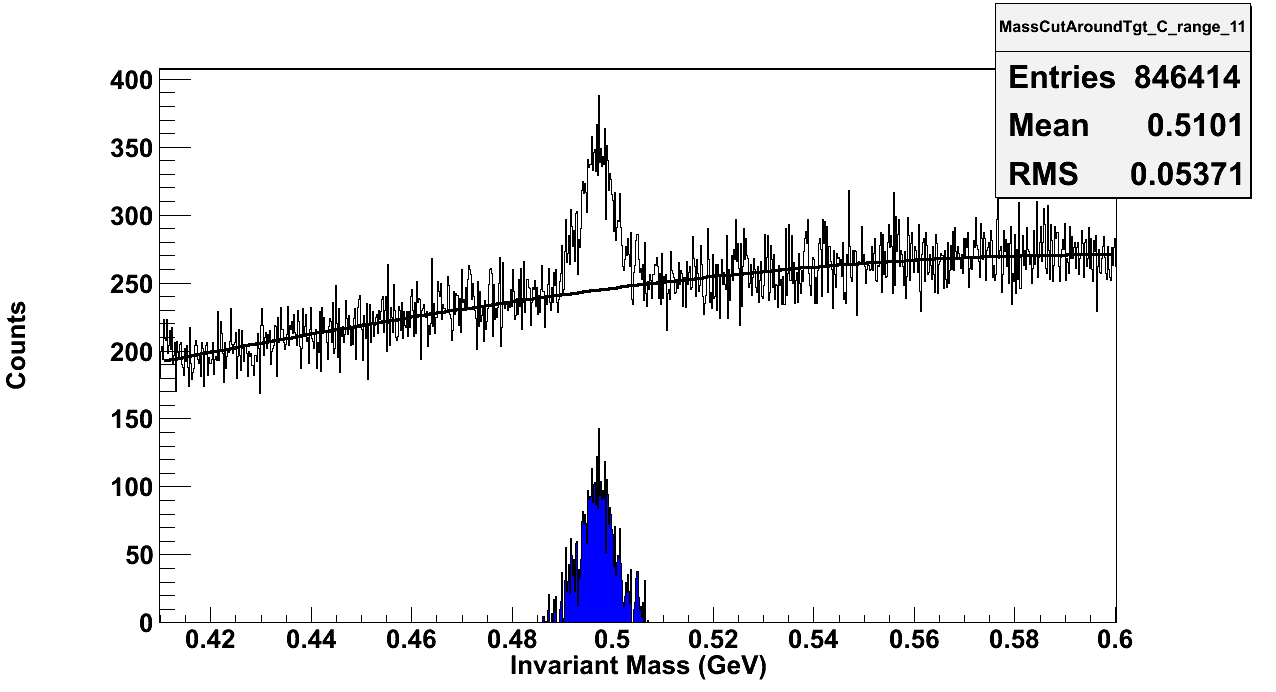 MassCutAroundTgt_C_range_11
Entries 846414
Mean 0.5101
RMS 0.05371
400
350
300
250
200
150
100
50
0
Counts
0.42 0.44 0.46 0.48 0.5 0.52 0.54 0.56 0.58 0.6
Invariant Mass (GeV)